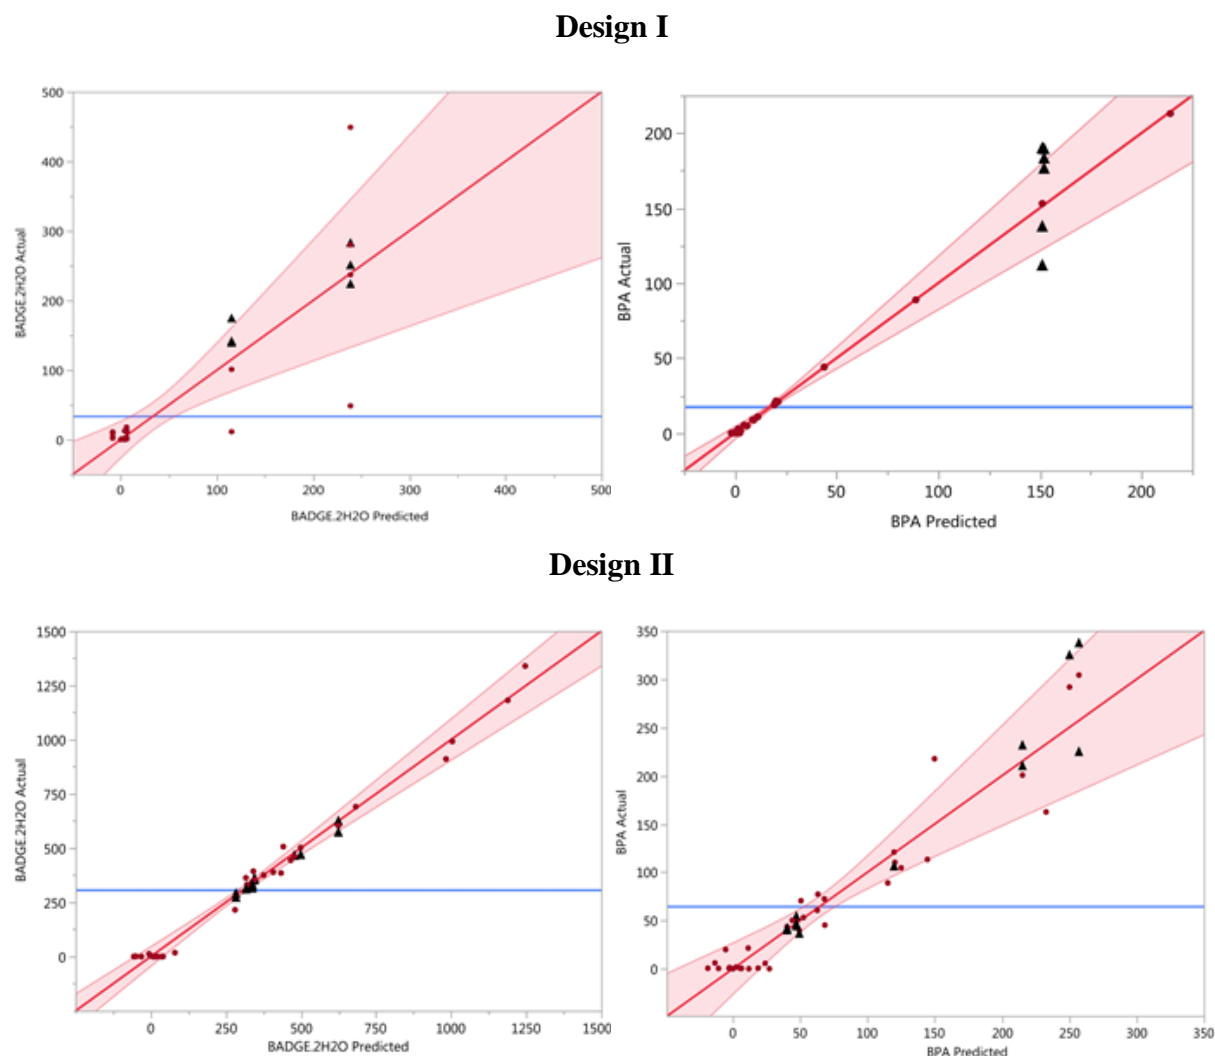 Design I
BADGE.2H2O Actual
500
400
300
200
100
0
0 100 200 300 400 500
BADGE.2H2O Predicted
BPA Actual
200
150
100
50
0
0 50 100 150 200
BPA Predicted
Design II
BADGE.2H2O Actual
1500
1250
1000
750
500
250
0
0 250 500 750 1000 1250 1500
BADGE.2H2O Predicted
BPA Actual
350
300
250
200
150
100
50
0
0 50 100 150 200 250 300 350
BPA Predicted